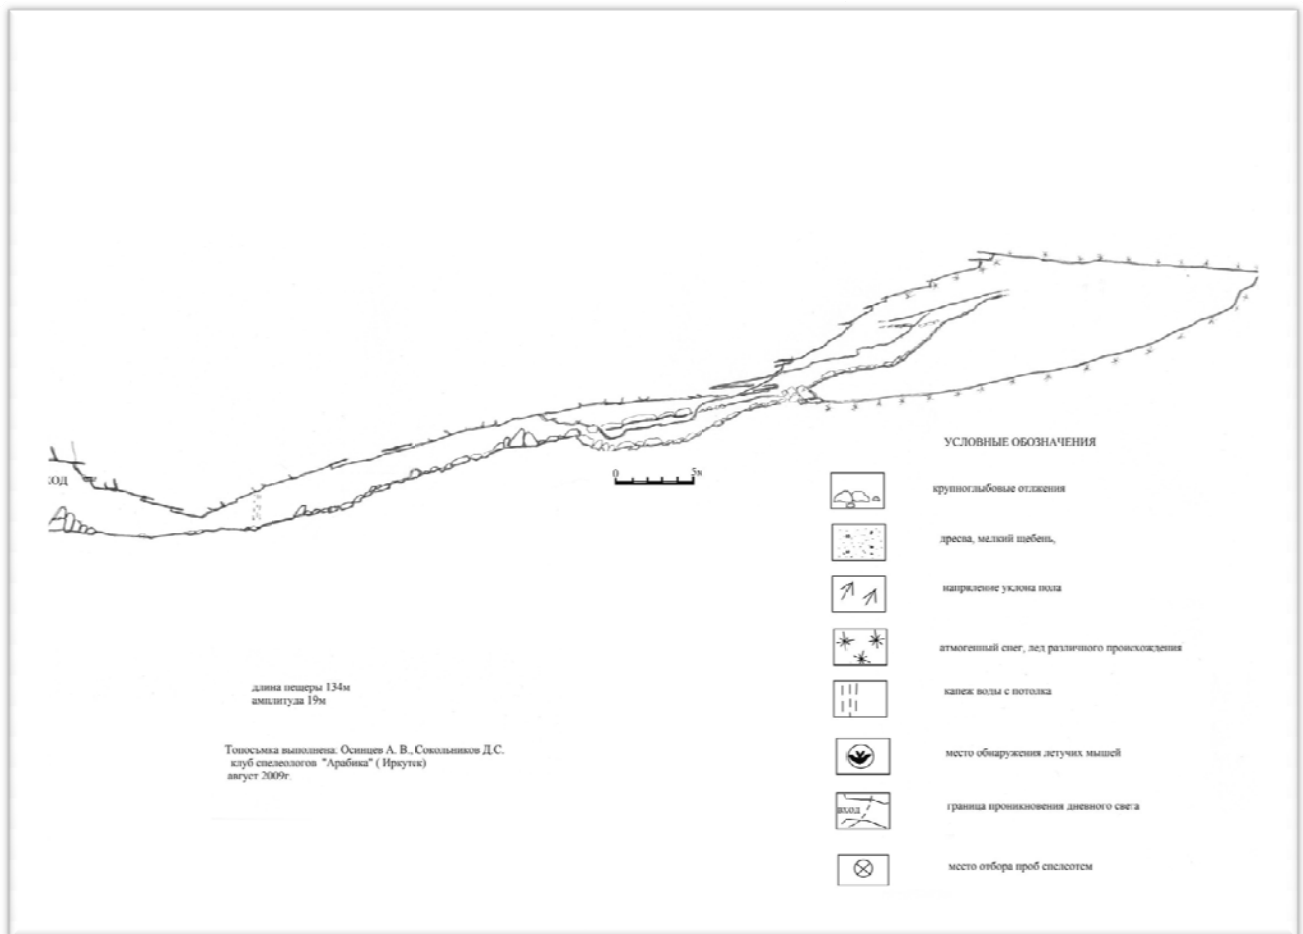 ХОД
0 5м
УСЛОВНЫЕ ОБОЗНАЧЕНИЯ
крупноглыбовые отлжения
дресва, мелкий щебень,
напрвление уклона пола
атмогенный снег, лед различного происхождения
капеж воды с потолка
место обнаружения летучих мышей
ВХОД
граница проникновения дневного света
место отбора проб спелеотем
длина пещеры 134м
амплитуда 19м
Топосъмка выполнена: Осинцев А. В., Сокольников Д.С.
клуб спелеологов "Арабика" ( Иркутск)
август 2009г.